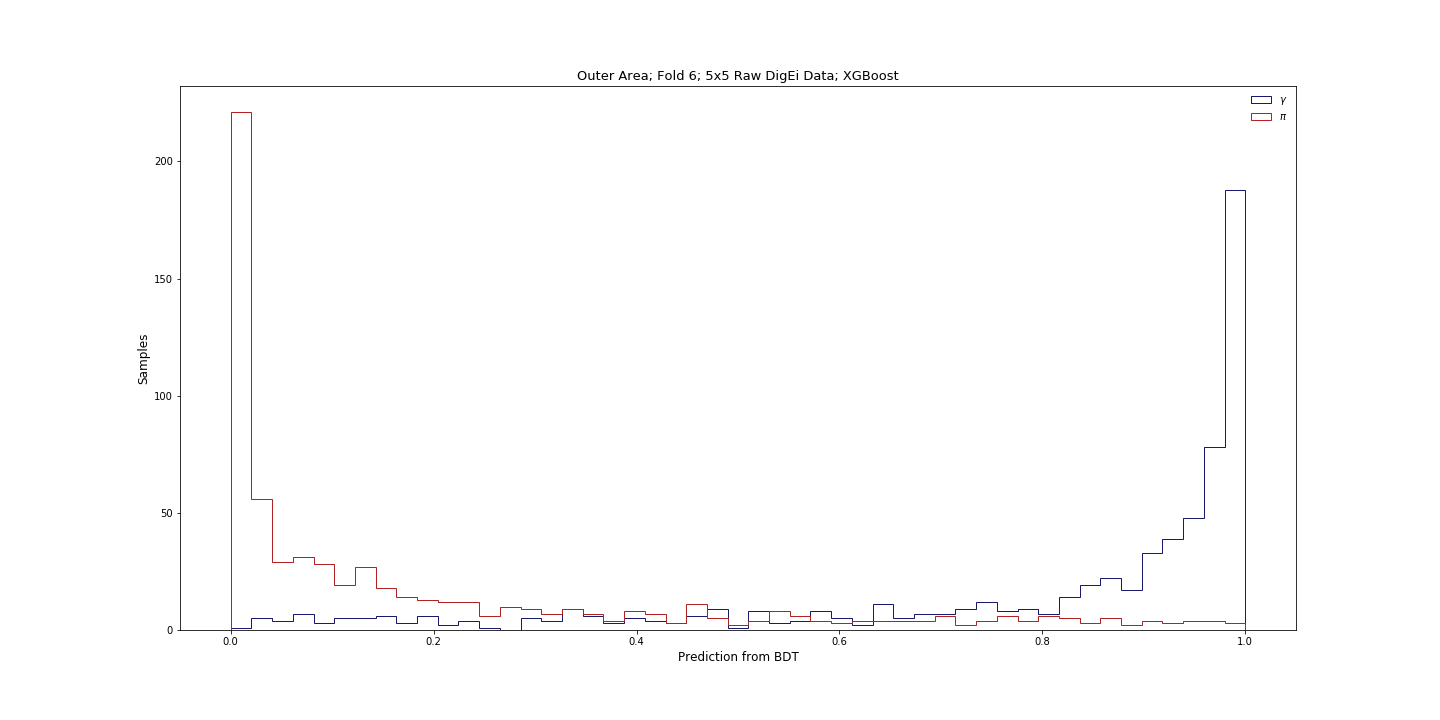 Outer Area; Fold 6; 5x5 Raw DigEi Data; XGBoost
γ
π
200
150
100
50
0
Samples
0.0 0.2 0.4 0.6 0.8 1.0
Prediction from BDT